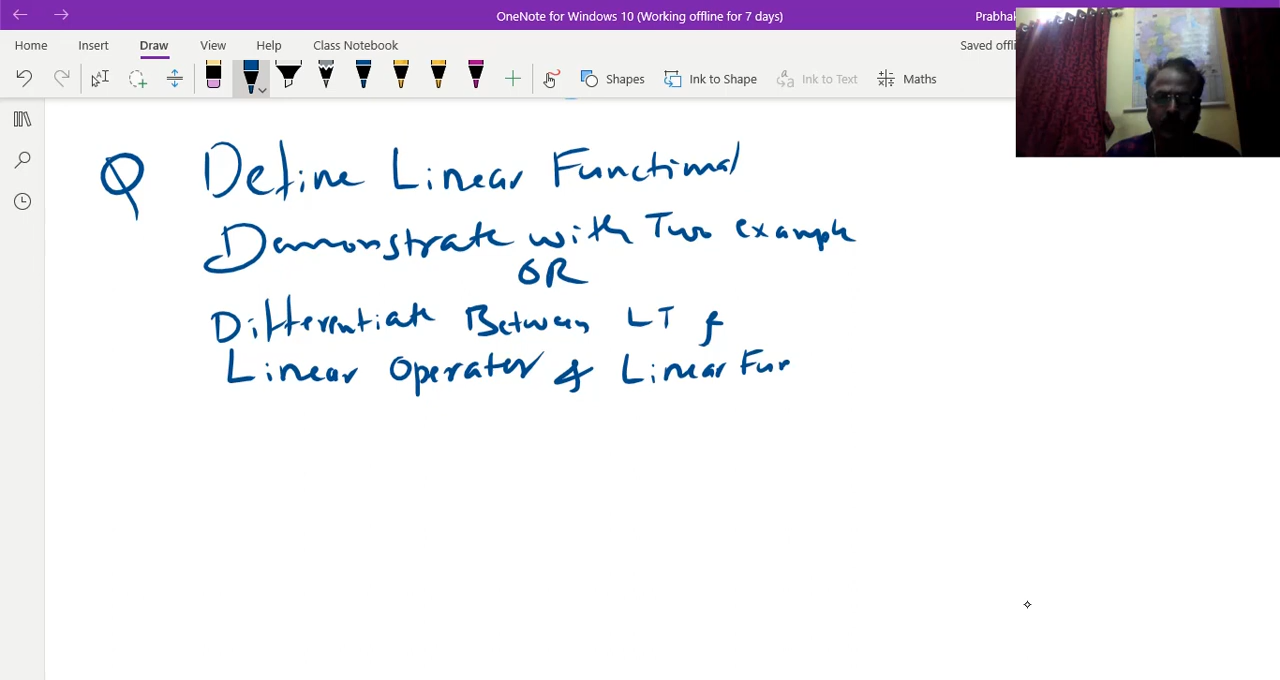 OneNote for Windows 10 (Working offline for 7 days)
Prabhak
Home Insert Draw View Help Class Notebook
Saved offli
Shapes Ink to Shape Ink to Text Maths
Q Define Linear Functional
Demonstrate with Two example
OR
Differentiate Between LT &
Linear Operator & Linear Fun